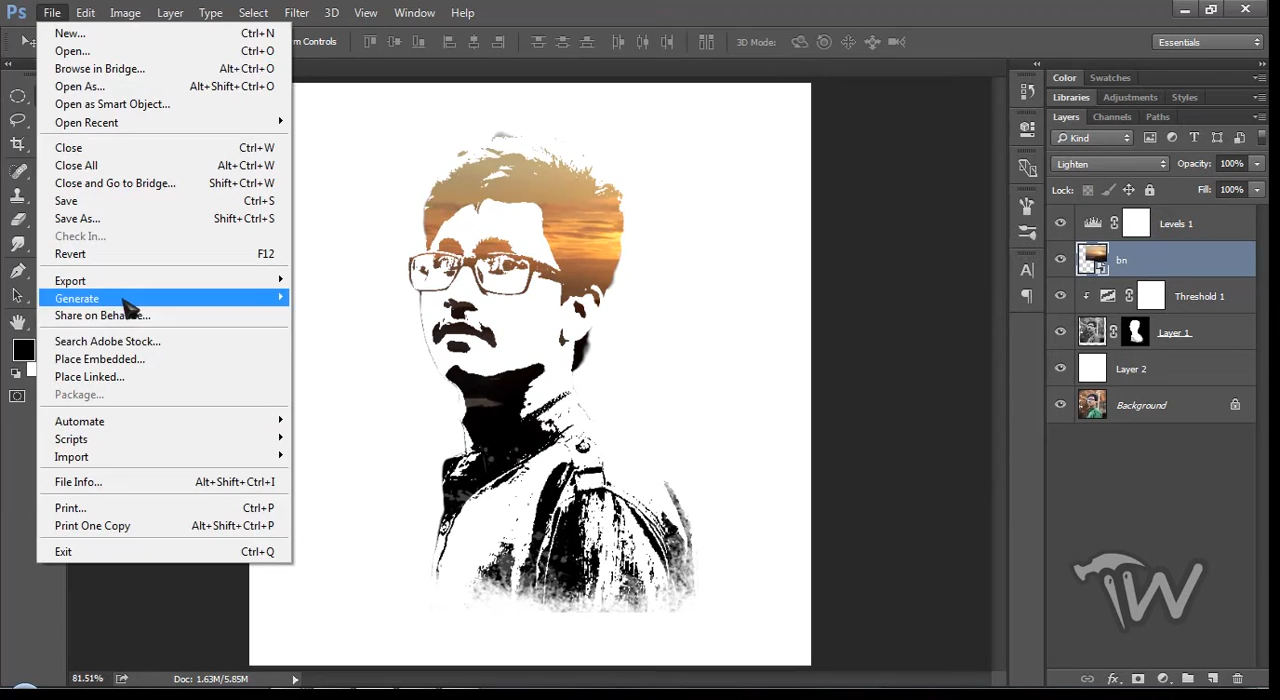 Ps File Edit Image Layer Type Select Filter 3D View Window Help
m Controls 3D Mode: Essentials
New... Ctrl+N
Open... Ctrl+O
Browse in Bridge... Alt+Ctrl+O
Open As... Alt+Shift+Ctrl+O
Open as Smart Object...
Open Recent
Close Ctrl+W
Close All Alt+Ctrl+W
Close and Go to Bridge... Shift+Ctrl+W
Save Ctrl+S
Save As... Shift+Ctrl+S
Check In...
Revert F12
Export
Generate
Share on Behance...
Search Adobe Stock...
Place Embedded...
Place Linked...
Package...
Automate
Scripts
Import
File Info... Alt+Shift+Ctrl+I
Print... Ctrl+P
Print One Copy Alt+Shift+Ctrl+P
Exit Ctrl+Q
Color Swatches
Libraries Adjustments Styles
Layers Channels Paths
Kind
Lighten Opacity: 100%
Lock: Fill: 100%
Levels 1
bn
Threshold 1
Layer 1
Layer 2
Background
W
81.51% Doc: 1.63M/5.85M
fx